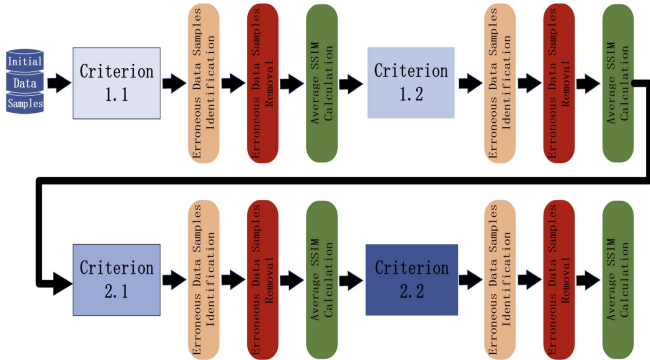 Initial
Data
Samples
Criterion
1.1
Erroneous Data Samples
Identification
Erroneous Data Samples
Removal
Average SSIM
Calculation
Criterion
1.2
Erroneous Data Samples
Identification
Erroneous Data Samples
Removal
Average SSIM
Calculation
Criterion
2.1
Erroneous Data Samples
Identification
Erroneous Data Samples
Removal
Average SSIM
Calculation
Criterion
2.2
Erroneous Data Samples
Identification
Erroneous Data Samples
Removal
Average SSIM
Calculation